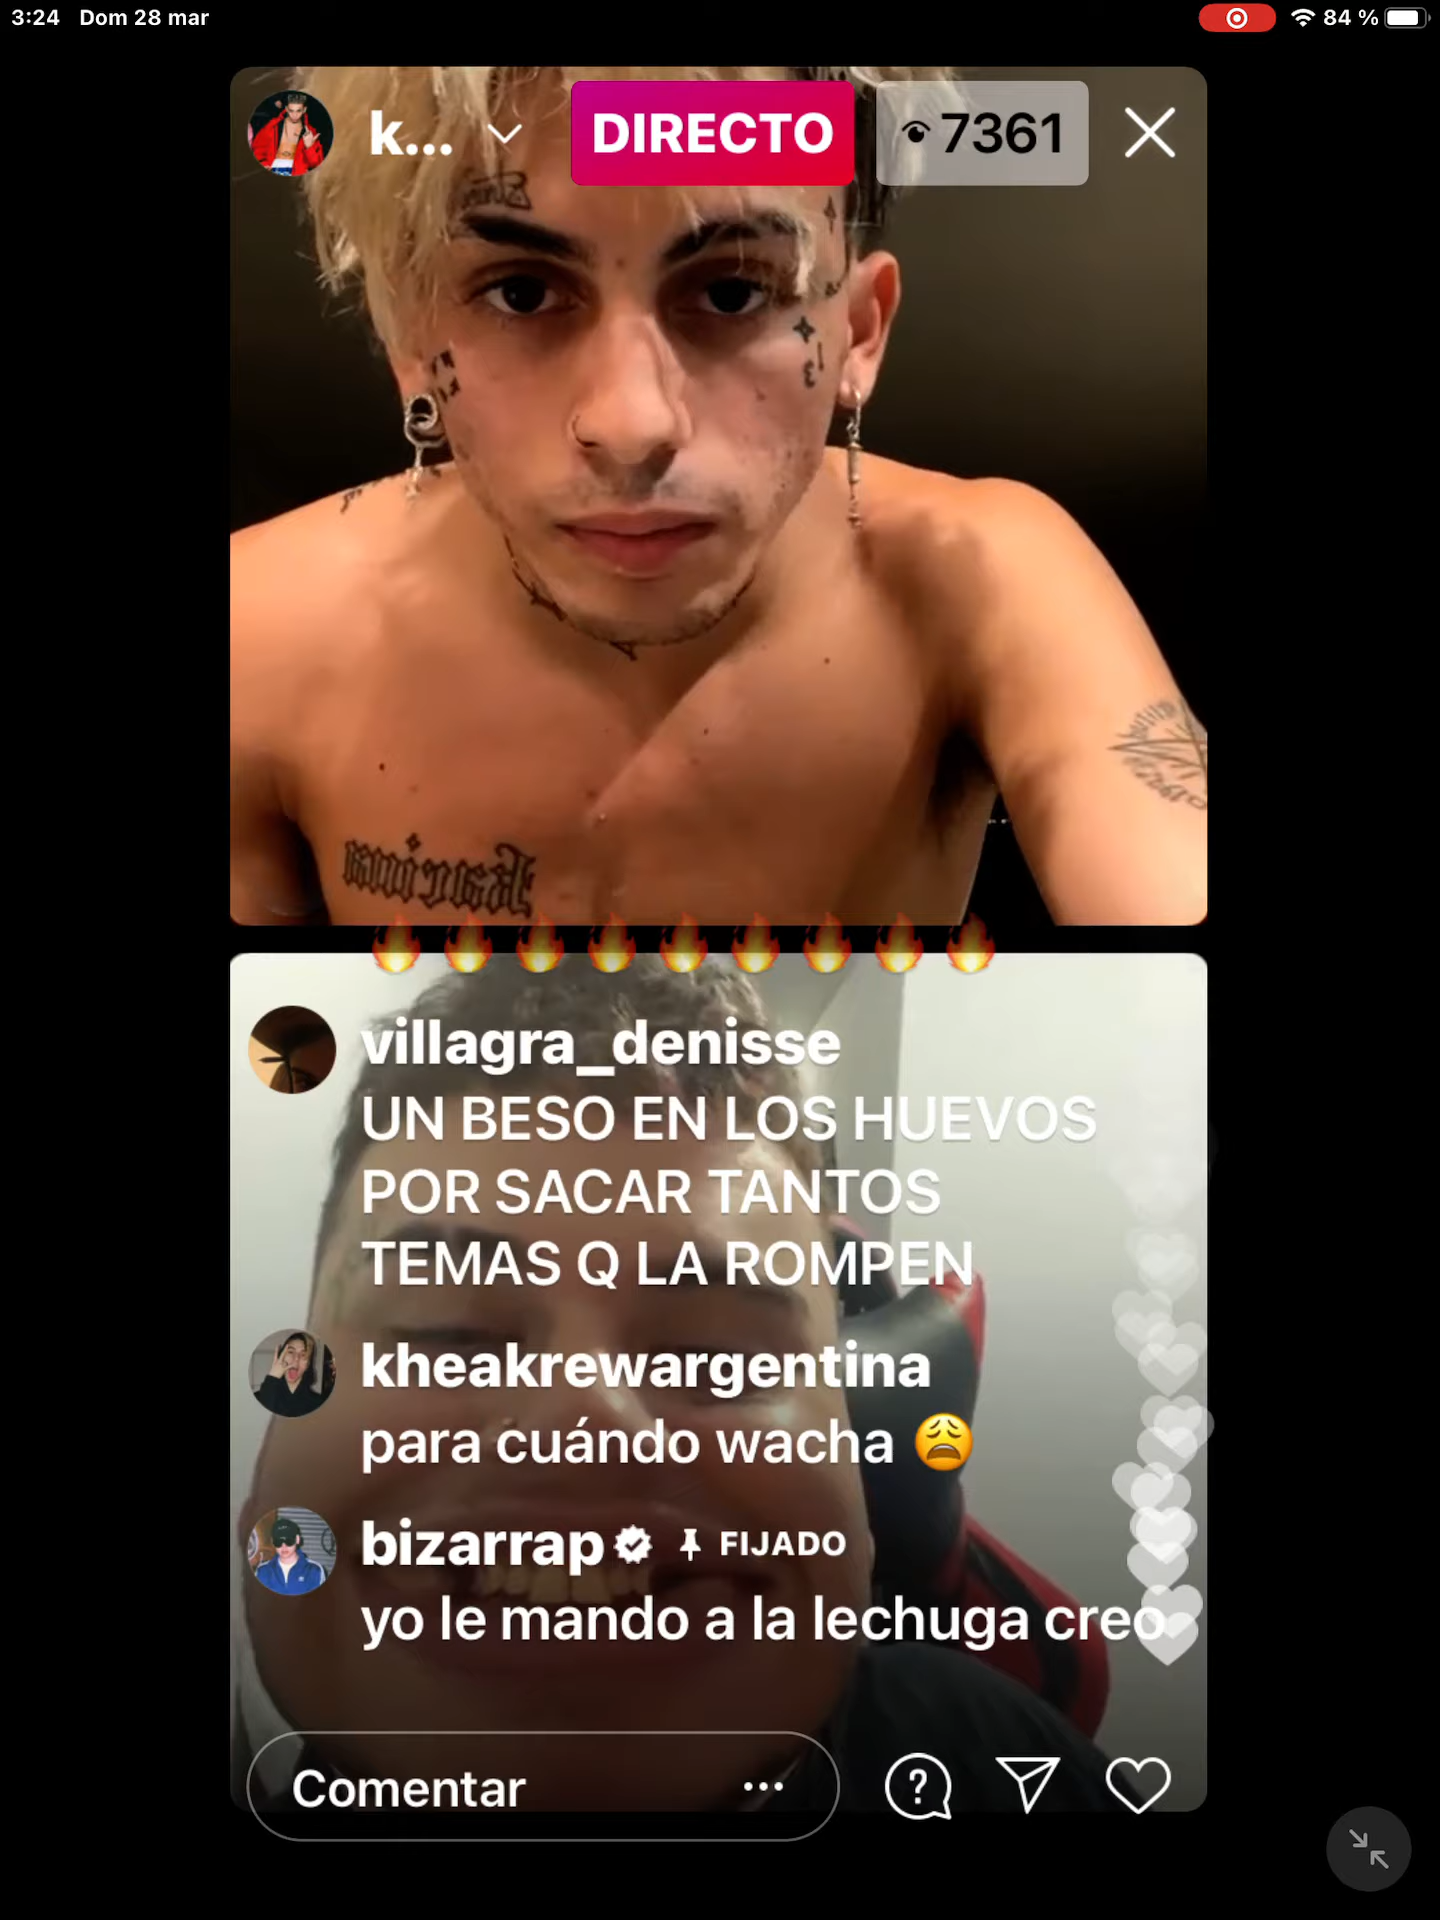 3:24 Dom 28 mar
84 %
k...
DIRECTO
7361
Karma
villagra_denisse
UN BESO EN LOS HUEVOS
POR SACAR TANTOS
TEMAS Q LA ROMPEN
kheakrewargentina
para cuándo wacha 😩
bizarrap FIJADO
yo le mando a la lechuga creo
Comentar ...